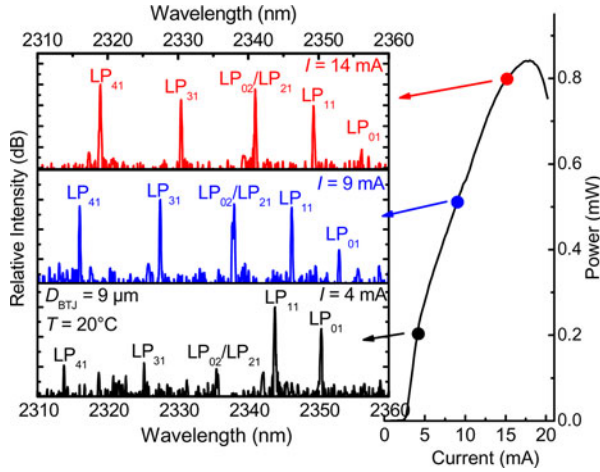 Wavelength (nm)
2310 2320 2330 2340 2350 2360
I = 14 mA
LP41 LP31 LP02/LP21 LP11 LP01
I = 9 mA
LP41 LP31 LP02/LP21 LP11 LP01
DBTJ = 9 µm
T = 20°C
I = 4 mA
LP41 LP31 LP02/LP21 LP11 LP01
2310 2320 2330 2340 2350 2360
Wavelength (nm)
Relative Intensity (dB)
0.8
0.6
0.4
0.2
0.0
Power (mW)
5 10 15 20
Current (mA)